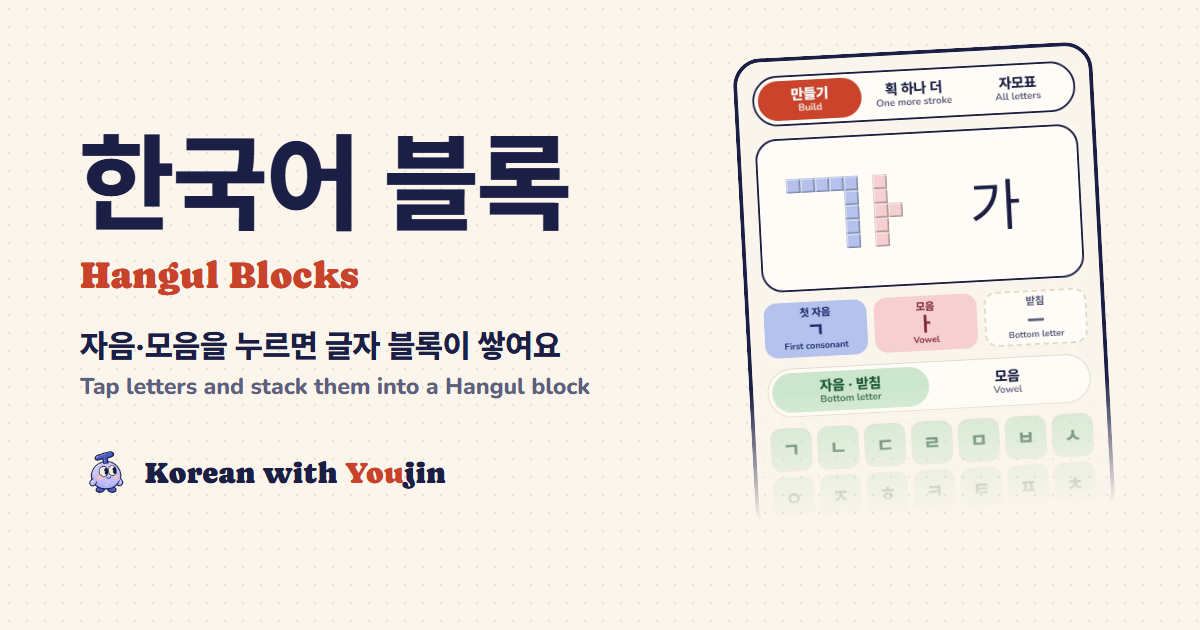 한국어 블록
Hangul Blocks
자음·모음을 누르면 글자 블록이 쌓여요
Tap letters and stack them into a Hangul block
Korean with Youjin
만들기
Build
획 하나 더
One more stroke
자모표
All letters
가 가
첫 자음
ㄱ
First consonant
모음
ㅏ
Vowel
받침
—
Bottom letter
자음 · 받침
Bottom letter
모음
Vowel
ㄱ ㄴ ㄷ ㄹ ㅁ ㅂ ㅅ
ㅇ ㅈ ㅎ ㅋ ㅌ ㅍ ㅊ